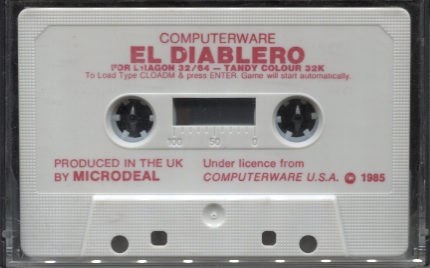 COMPUTERWARE
EL DIABLERO
FOR DRAGON 32/64 — TANDY COLOUR 32K
To Load Type CLOADM & press ENTER Game will start automatically.
100 50 0
PRODUCED IN THE UK
BY MICRODEAL
Under licence from
COMPUTERWARE U.S.A. © 1985